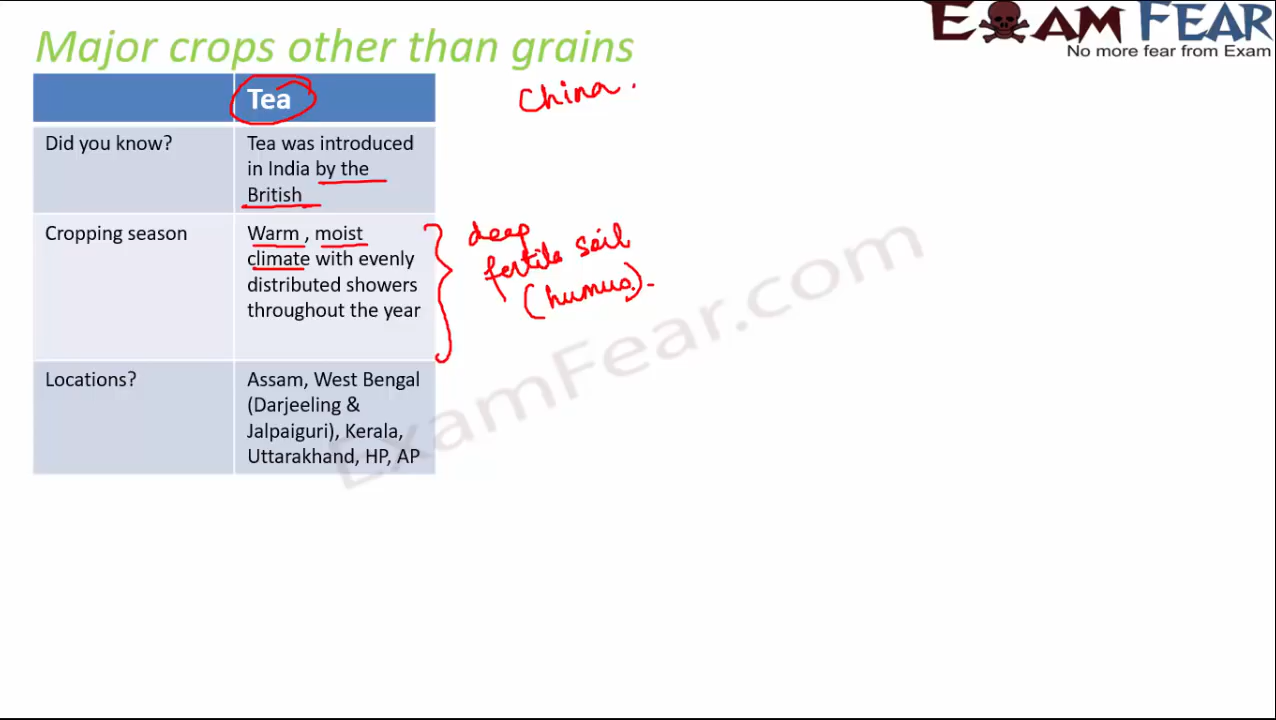 Major crops other than grains
EXAM FEAR
No more fear from Exam
Tea
China.
Did you know?
Tea was introduced
in India by the
British
Cropping season
Warm , moist
climate with evenly
distributed showers
throughout the year
deep
fertile soil
(humus).
Locations?
Assam, West Bengal
(Darjeeling &
Jalpaiguri), Kerala,
Uttarakhand, HP, AP
ExamFear.com